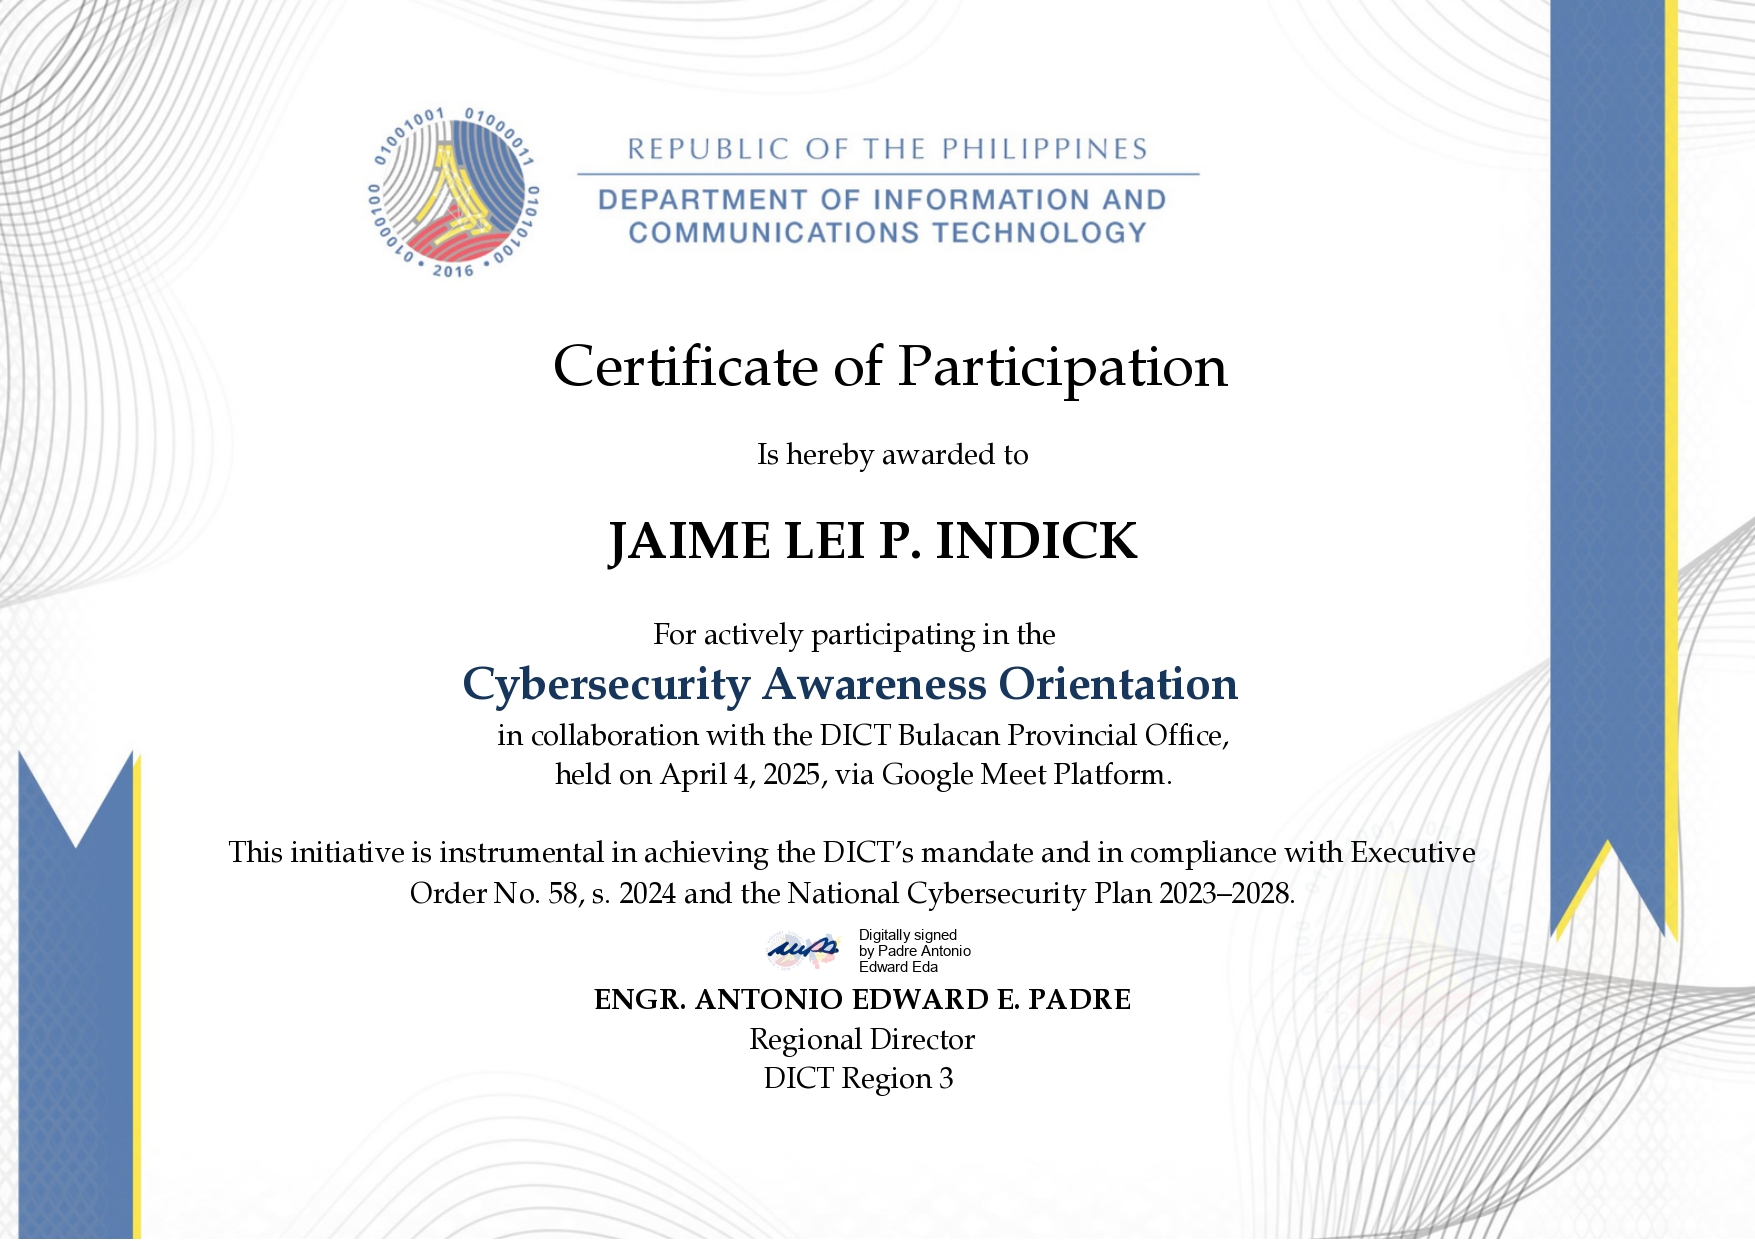 01001001 01000011 01010100 01000100 • 2016 •
REPUBLIC OF THE PHILIPPINES
DEPARTMENT OF INFORMATION AND
COMMUNICATIONS TECHNOLOGY
Certificate of Participation
Is hereby awarded to
JAIME LEI P. INDICK
For actively participating in the
Cybersecurity Awareness Orientation
in collaboration with the DICT Bulacan Provincial Office,
held on April 4, 2025, via Google Meet Platform.
This initiative is instrumental in achieving the DICT’s mandate and in compliance with Executive
Order No. 58, s. 2024 and the National Cybersecurity Plan 2023–2028.
Digitally signed
by Padre Antonio
Edward Eda
ENGR. ANTONIO EDWARD E. PADRE
Regional Director
DICT Region 3